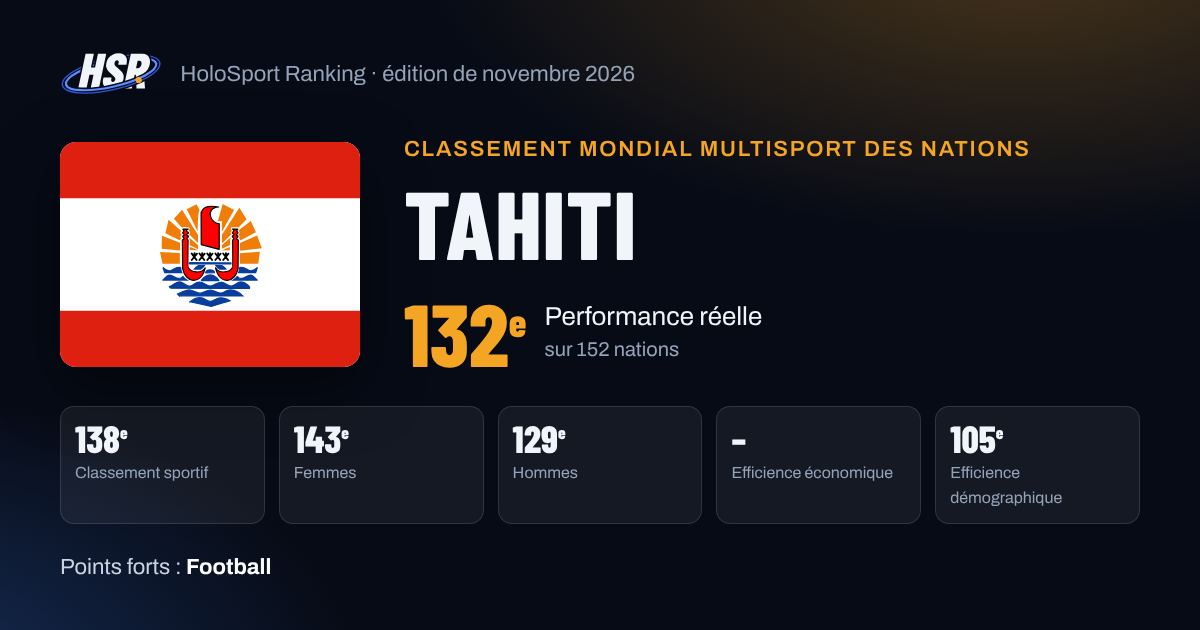 HSR
HoloSport Ranking · édition de novembre 2026
CLASSEMENT MONDIAL MULTISPORT DES NATIONS
TAHITI
132e
Performance réelle
sur 152 nations
138e
Classement sportif
143e
Femmes
129e
Hommes
–
Efficience économique
105e
Efficience
démographique
Points forts : Football